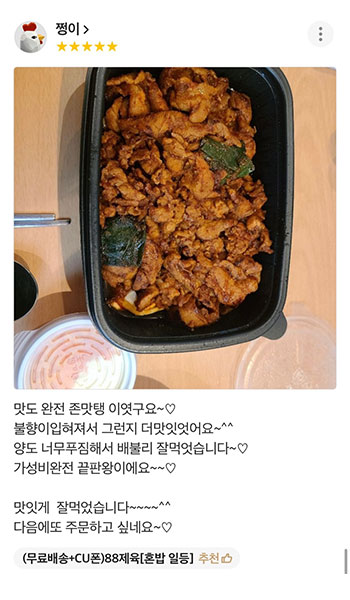 쩡이
맛도 완전 존맛탱 이엿구요~♡
불향이입혀져서 그런지 더맛잇엇어요~^^
양도 너무푸짐해서 배불리 잘먹엇습니다~♡
가성비완전 끝판왕이에요~~♡
맛잇게 잘먹었습니다~~~~^^
다음에또 주문하고 싶네요~♡
(무료배송+CU폰)88제육[혼밥 일등] 추천